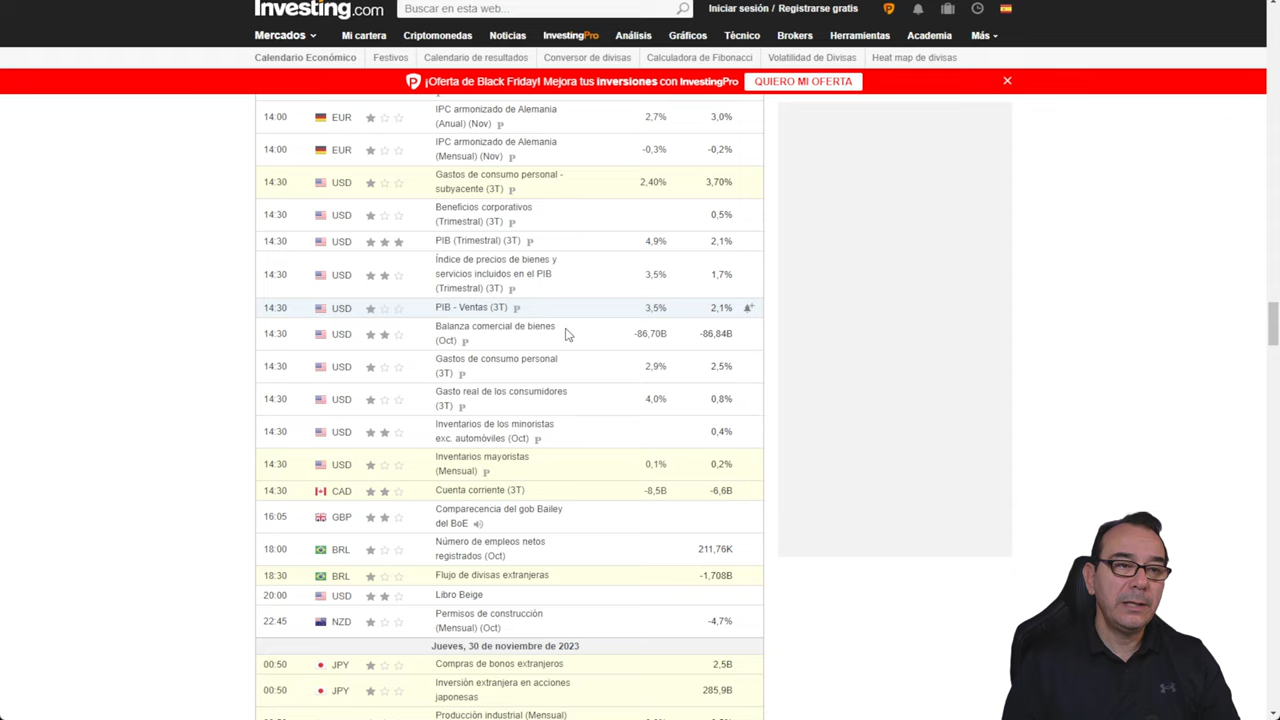 Investing.com
Buscar en esta web...
Iniciar sesión / Registrarse gratis
Mercados Mi cartera Criptomonedas Noticias InvestingPro Análisis Gráficos Técnico Brokers Herramientas Academia Más
Calendario Económico Festivos Calendario de resultados Conversor de divisas Calculadora de Fibonacci Volatilidad de Divisas Heat map de divisas
¡Oferta de Black Friday! Mejora tus inversiones con InvestingPro QUIERO MI OFERTA
IPC armonizado de Alemania
14:00 EUR (Anual) (Nov) P 2,7% 3,0%
IPC armonizado de Alemania
14:00 EUR (Mensual) (Nov) P -0,3% -0,2%
Gastos de consumo personal -
14:30 USD subyacente (3T) P 2,40% 3,70%
Beneficios corporativos
14:30 USD (Trimestral) (3T) P 0,5%
14:30 USD PIB (Trimestral) (3T) P 4,9% 2,1%
Índice de precios de bienes y
14:30 USD servicios incluidos en el PIB 3,5% 1,7%
(Trimestral) (3T) P
14:30 USD PIB - Ventas (3T) P 3,5% 2,1%
Balanza comercial de bienes
14:30 USD (Oct) P -86,70B -86,84B
Gastos de consumo personal
14:30 USD (3T) P 2,9% 2,5%
Gasto real de los consumidores
14:30 USD (3T) P 4,0% 0,8%
Inventarios de los minoristas
14:30 USD exc. automóviles (Oct) P 0,4%
Inventarios mayoristas
14:30 USD (Mensual) P 0,1% 0,2%
14:30 CAD Cuenta corriente (3T) -8,5B -6,6B
Comparecencia del gob Bailey
16:05 GBP del BoE
Número de empleos netos
18:00 BRL registrados (Oct) 211,76K
18:30 BRL Flujo de divisas extranjeras -1,708B
20:00 USD Libro Beige
Permisos de construcción
22:45 NZD (Mensual) (Oct) -4,7%
Jueves, 30 de noviembre de 2023
00:50 JPY Compras de bonos extranjeros 2,5B
Inversión extranjera en acciones
00:50 JPY japonesas 285,9B
Producción industrial (Mensual)